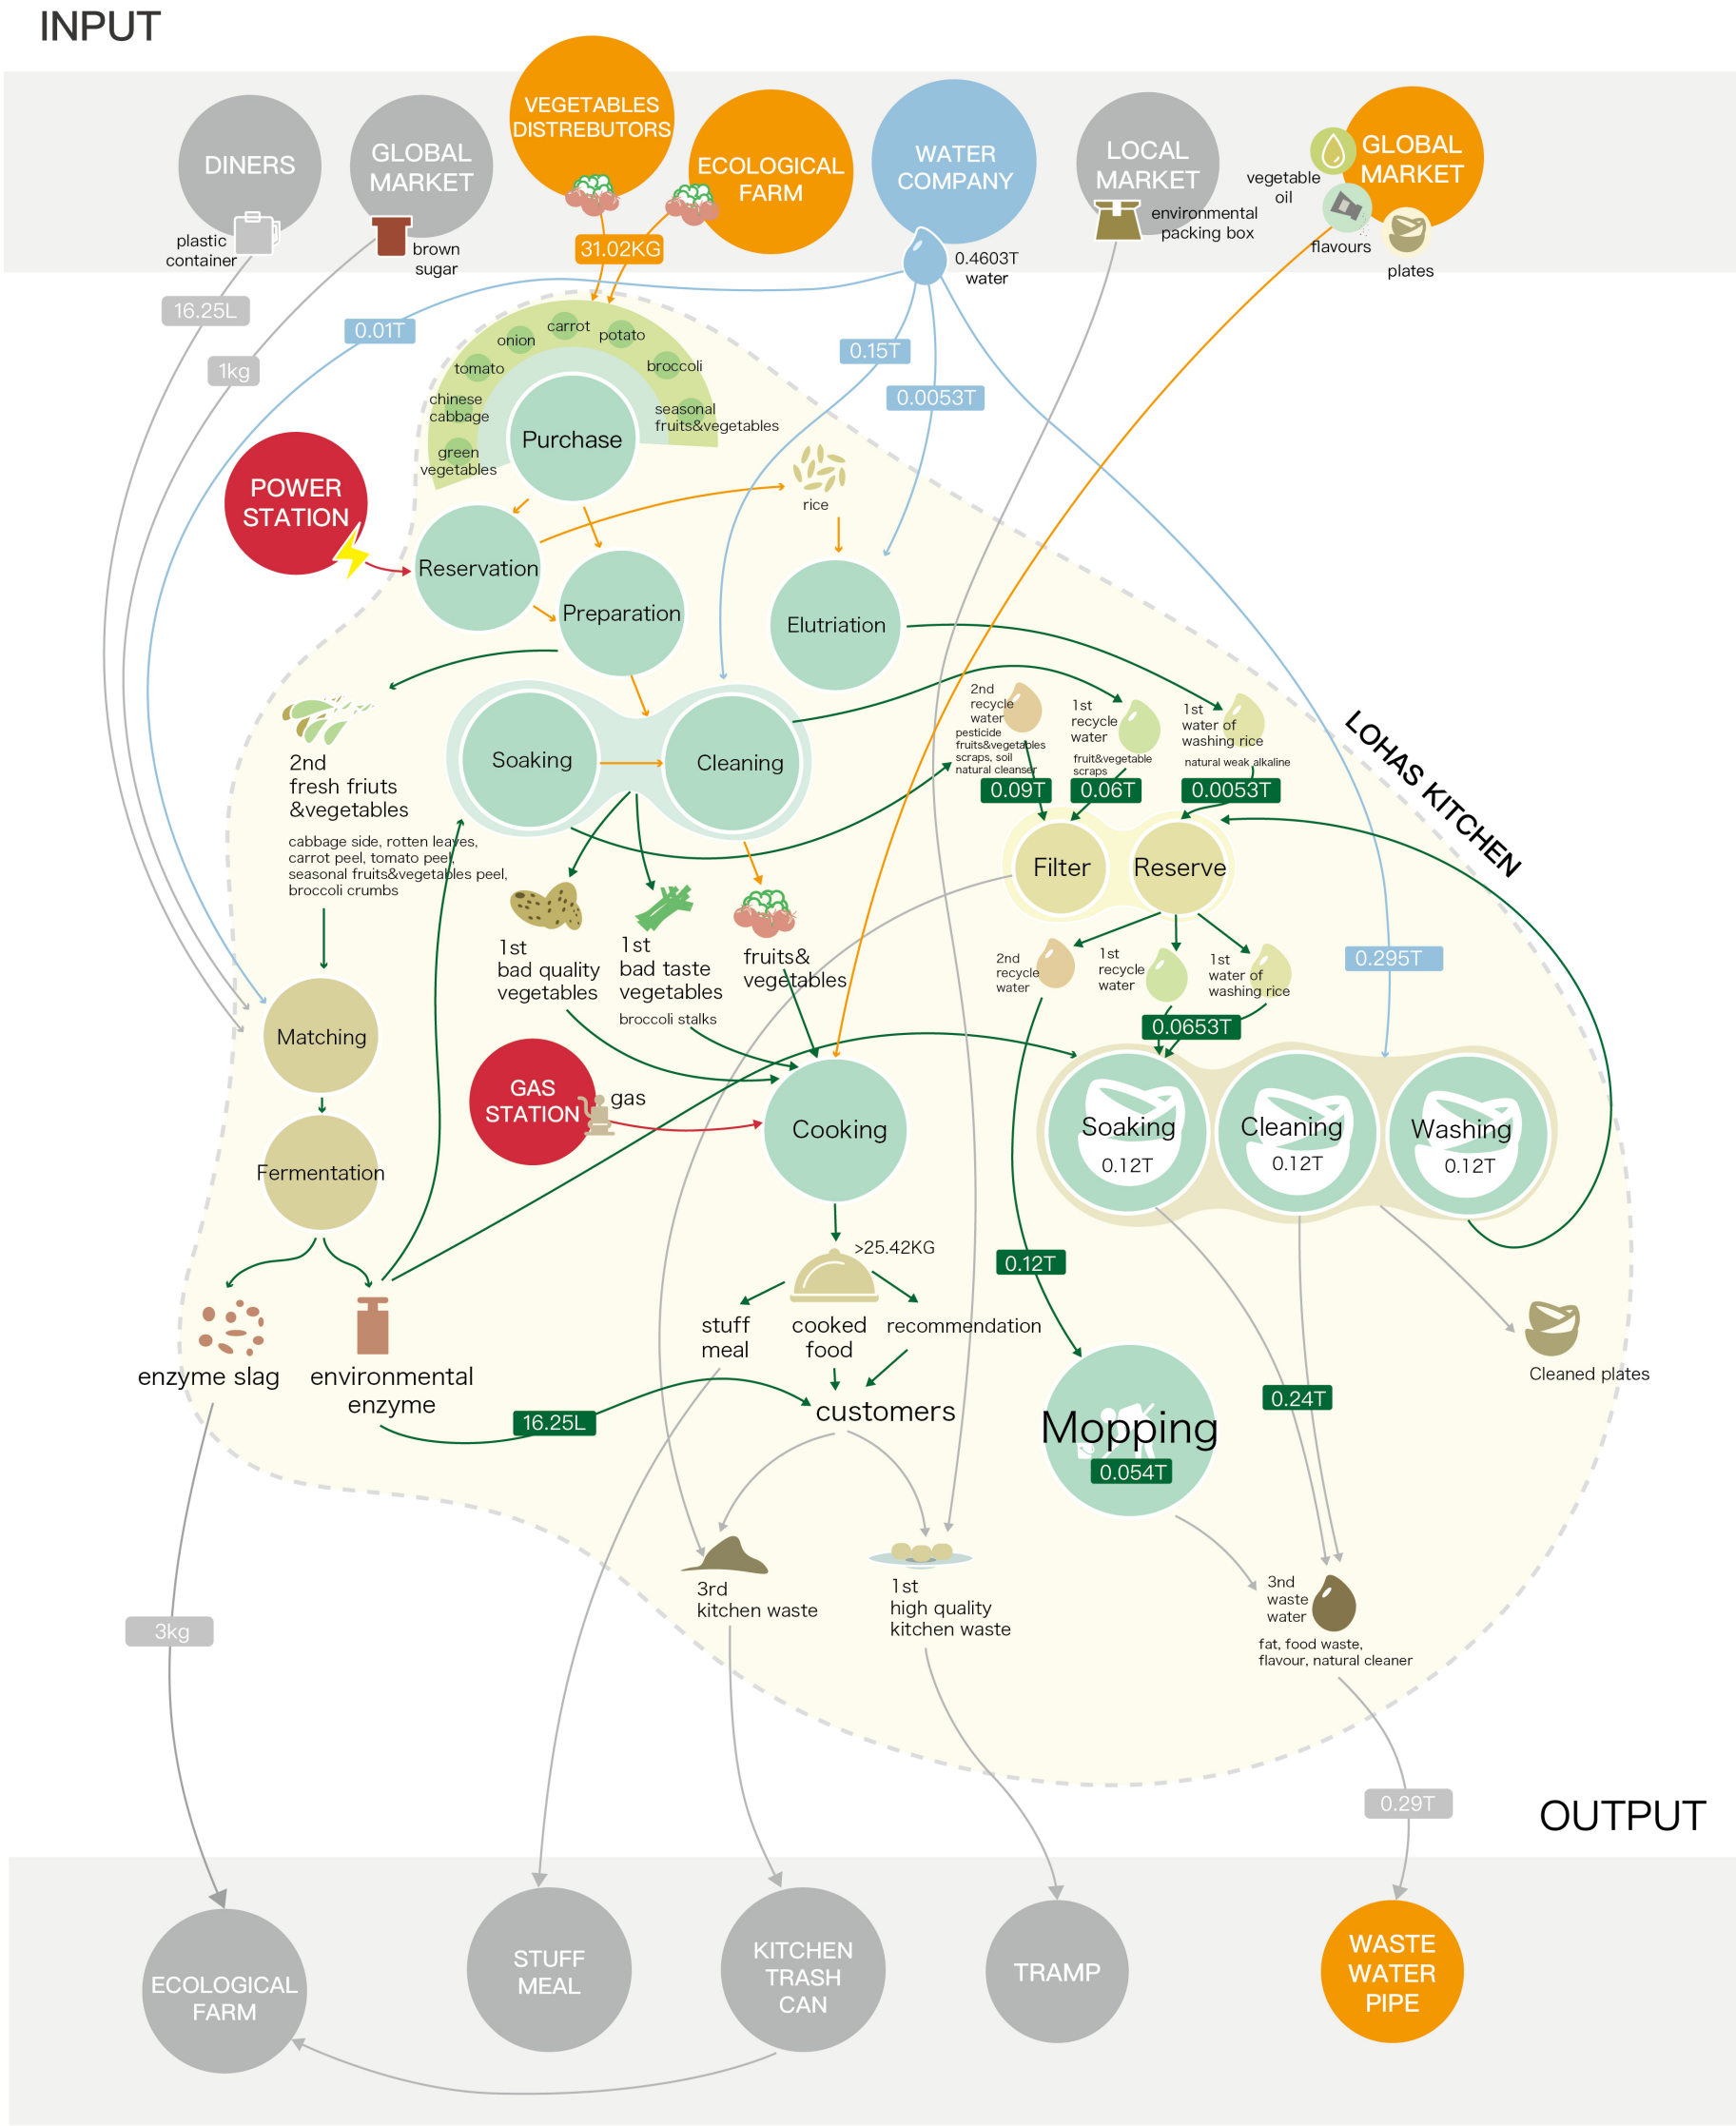 INPUT
DINERS
plastic
container
GLOBAL
MARKET
brown
sugar
VEGETABLES
DISTREBUTORS
ECOLOGICAL
FARM
31.02KG
WATER
COMPANY
0.4603T
water
LOCAL
MARKET
environmental
packing box
GLOBAL
MARKET
vegetable
oil
flavours
plates
16.25L
1kg
0.01T
0.15T
0.0053T
carrot
onion
potato
tomato
broccoli
chinese
cabbage
seasonal
fruits&vegetables
green
vegetables
Purchase
POWER
STATION
Reservation
rice
Preparation
Elutriation
LOHAS KITCHEN
Soaking
Cleaning
2nd
recycle
water
pesticide
fruits&vegetables
scraps, soil
natural cleanser
0.09T
1st
recycle
water
fruit&vegetable
scraps
0.06T
1st
water of
washing rice
natural weak alkaline
0.0053T
2nd
fresh friuts
&vegetables
cabbage side, rotten leaves,
carrot peel, tomato peel,
seasonal fruits&vegetables peel,
broccoli crumbs
Filter
Reserve
1st
bad quality
vegetables
1st
bad taste
vegetables
broccoli stalks
fruits&
vegetables
2nd
recycle
water
1st
recycle
water
1st
water of
washing rice
0.295T
0.0653T
Matching
GAS
STATION
gas
Cooking
Soaking
0.12T
Cleaning
0.12T
Washing
0.12T
Fermentation
>25.42KG
0.12T
stuff
meal
cooked
food
recommendation
enzyme slag
environmental
enzyme
16.25L
customers
Cleaned plates
0.24T
Mopping
0.054T
3rd
kitchen waste
1st
high quality
kitchen waste
3nd
waste
water
fat, food waste,
flavour, natural cleaner
3kg
0.29T
OUTPUT
ECOLOGICAL
FARM
STUFF
MEAL
KITCHEN
TRASH
CAN
TRAMP
WASTE
WATER
PIPE